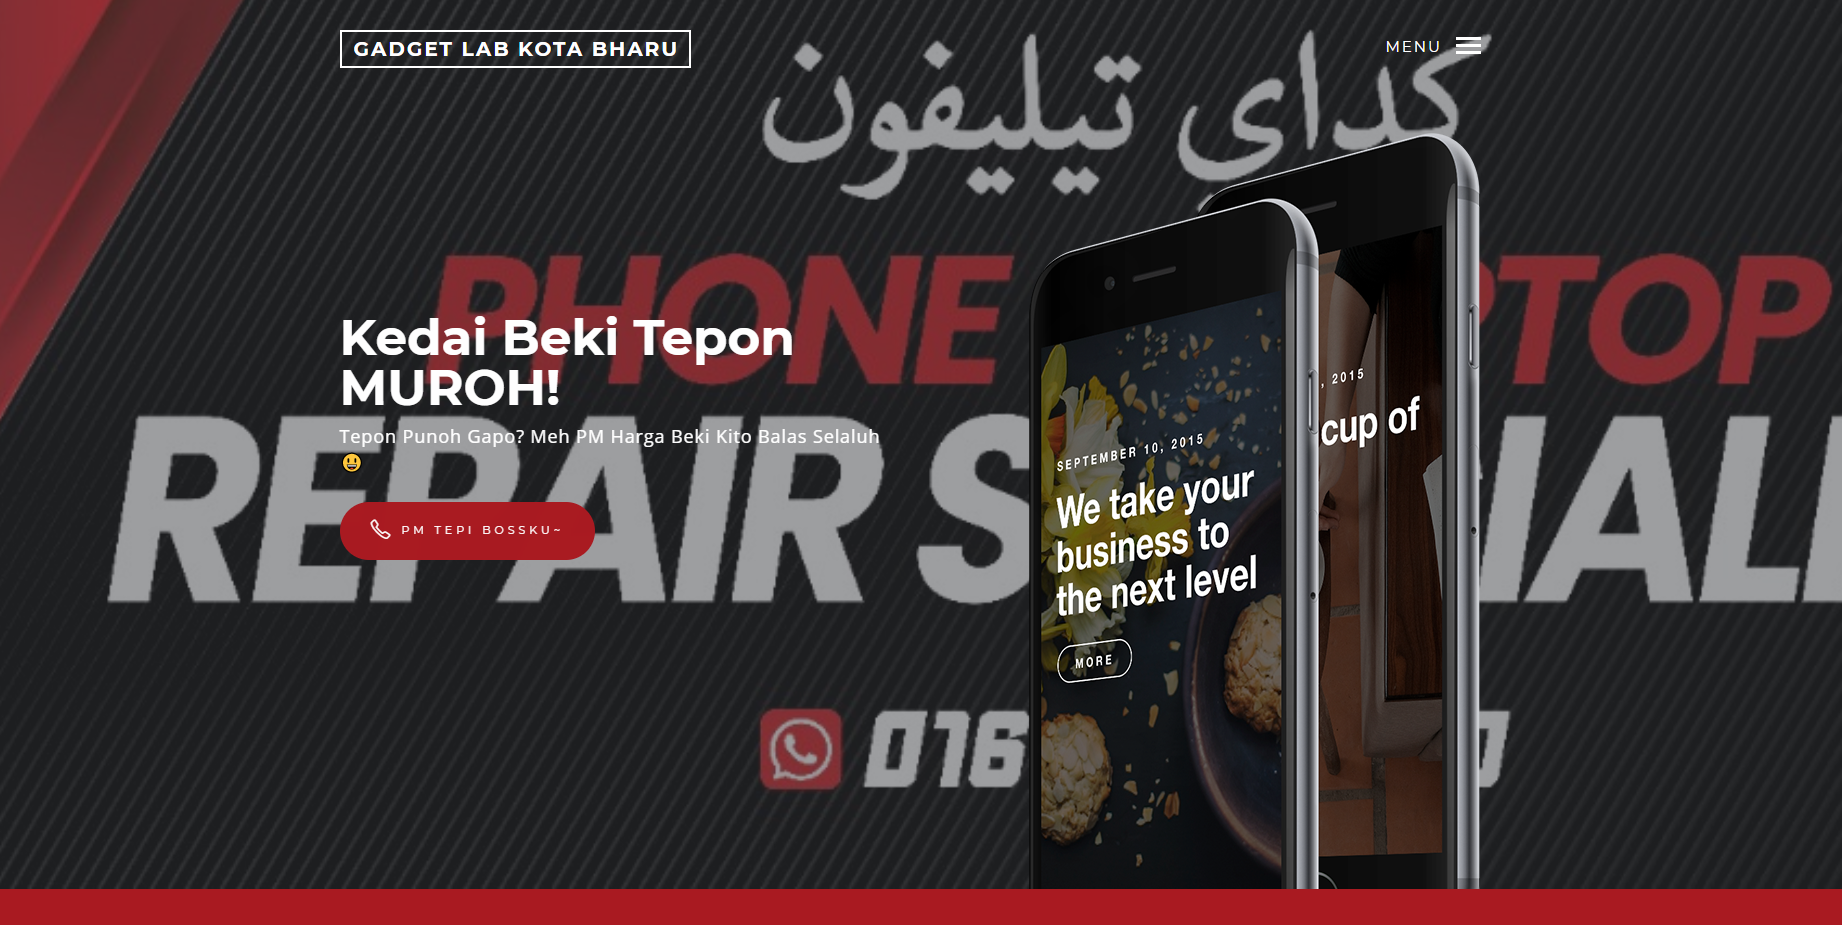 GADGET LAB KOTA BHARU
MENU
كداي تيليفون
PHONE
PTOP
REPAIR S
IALI
Kedai Beki Tepon
MUROH!
Tepon Punoh Gapo? Meh PM Harga Beki Kito Balas Selaluh
😃
PM TEPI BOSSKU~
016
SEPTEMBER 10, 2015
We take your
business to
the next level
MORE
, 2015
cup of